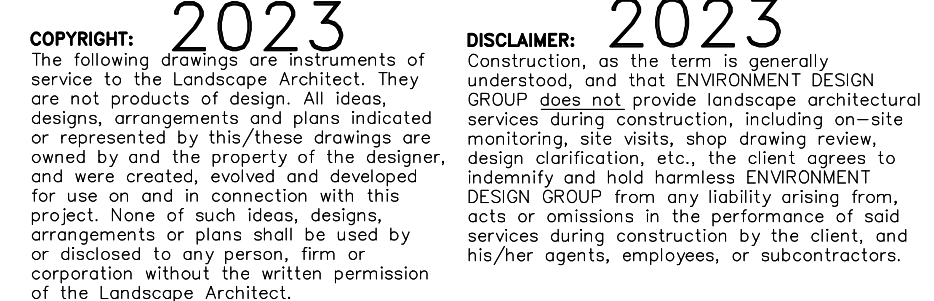 COPYRIGHT: 2023
The following drawings are instruments of
service to the Landscape Architect. They
are not products of design. All ideas,
designs, arrangements and plans indicated
or represented by this/these drawings are
owned by and the property of the designer,
and were created, evolved and developed
for use on and in connection with this
project. None of such ideas, designs,
arrangements or plans shall be used by
or disclosed to any person, firm or
corporation without the written permission
of the Landscape Architect.
DISCLAIMER: 2023
Construction, as the term is generally
understood, and that ENVIRONMENT DESIGN
GROUP does not provide landscape architectural
services during construction, including on-site
monitoring, site visits, shop drawing review,
design clarification, etc., the client agrees to
indemnify and hold harmless ENVIRONMENT
DESIGN GROUP from any liability arising from,
acts or omissions in the performance of said
services during construction by the client, and
his/her agents, employees, or subcontractors.